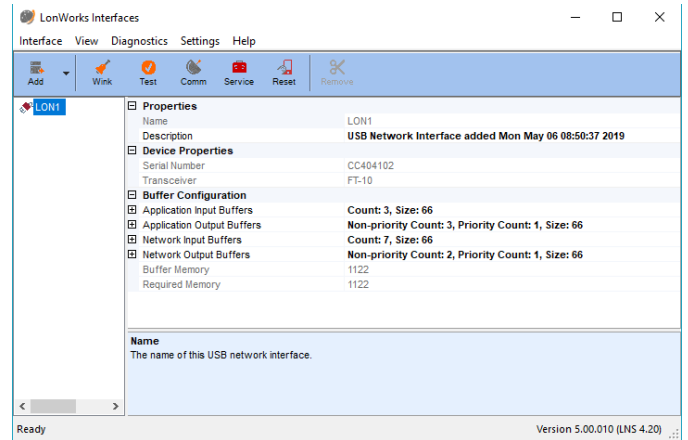 LonWorks Interfaces
Interface View Diagnostics Settings Help
Add Wink Test Comm Service Reset Remove
LON1
Properties
Name LON1
Description USB Network Interface added Mon May 06 08:50:37 2019
Device Properties
Serial Number CC404102
Transceiver FT-10
Buffer Configuration
Application Input Buffers Count: 3, Size: 66
Application Output Buffers Non-priority Count: 3, Priority Count: 1, Size: 66
Network Input Buffers Count: 7, Size: 66
Network Output Buffers Non-priority Count: 2, Priority Count: 1, Size: 66
Buffer Memory 1122
Required Memory 1122
Name
The name of this USB network interface.
Ready Version 5.00.010 (LNS 4.20)